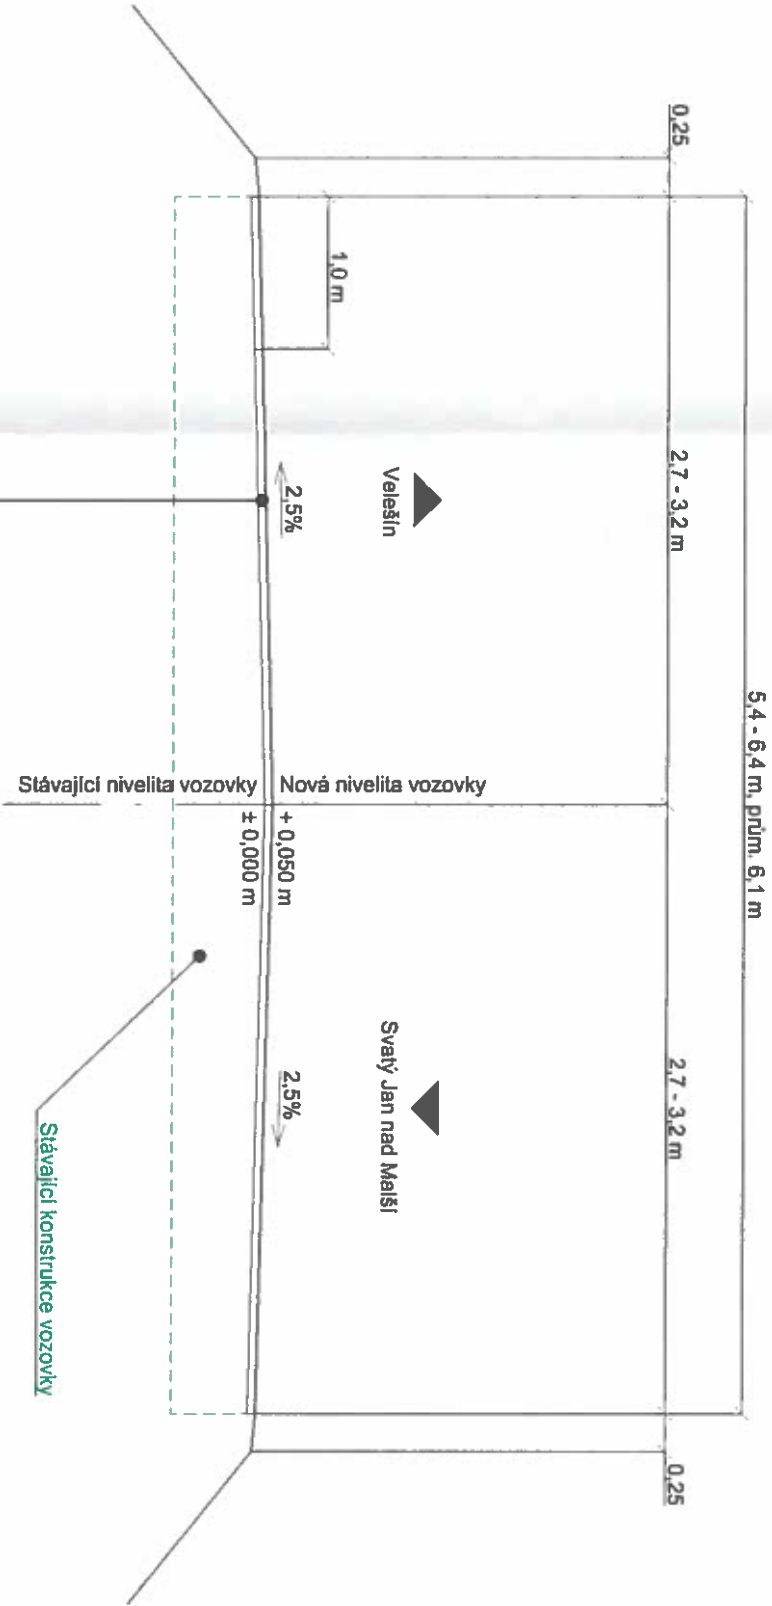 5,4 - 6,4 m, prům. 6,1 m
0,25
2,7 - 3,2 m
2,7 - 3,2 m
0,25
1,0 m
Velešín
Svatý Jan nad Malší
2,5%
2,5%
Nová nivelita vozovky
+ 0,050 m
Stávající nivelita vozovky
± 0,000 m
Stávající konstrukce vozovky